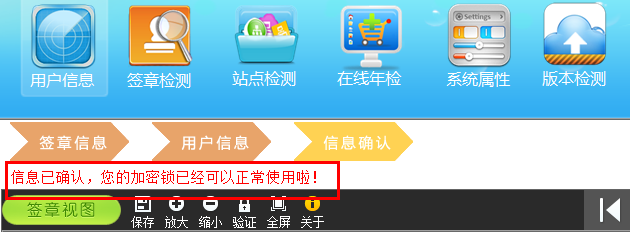 Settings
用户信息 签章检测 站点检测 在线年检 系统属性 版本检测
签章信息 用户信息 信息确认
信息已确认，您的加密锁已经可以正常使用啦！
签章视图 保存 放大 缩小 验证 全屏 关于